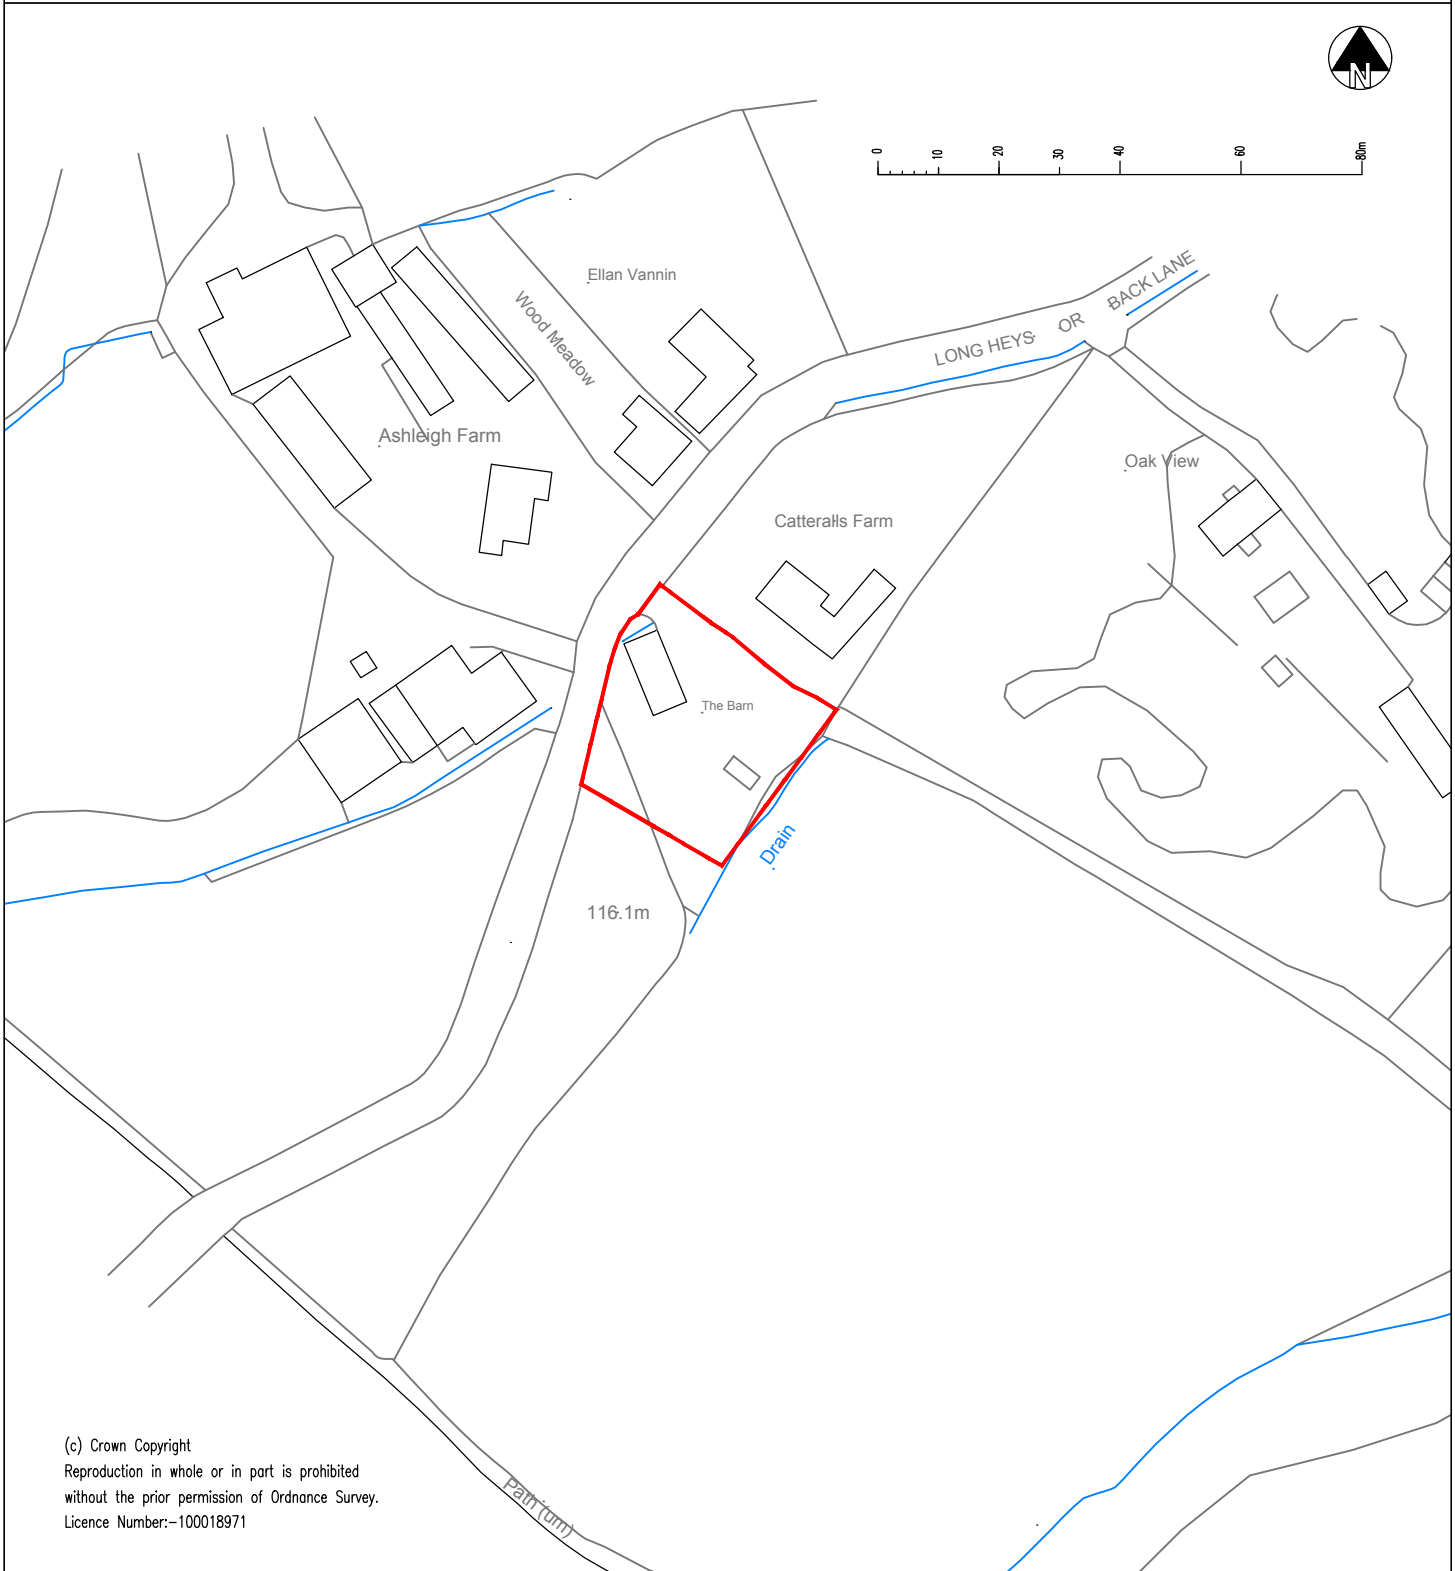 N
0 10 20 30 40 60 80m
LONG HEYS OR BACK LANE
Ellan Vannin
Wood Meadow
Ashleigh Farm
Oak View
Catteralls Farm
The Barn
Drain
116.1m
Path (um)
(c) Crown Copyright
Reproduction in whole or in part is prohibited
without the prior permission of Ordnance Survey.
Licence Number:-100018971